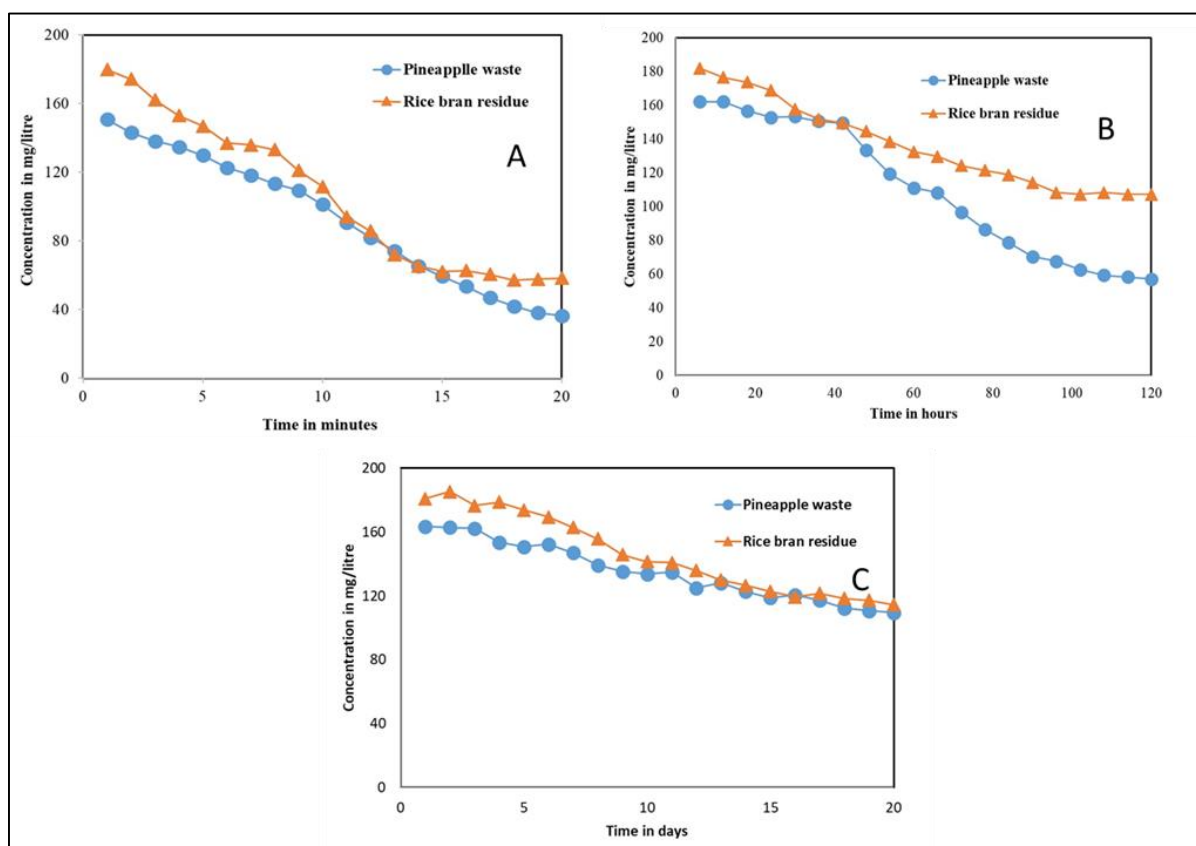 200
160
120
80
40
0
Concentration in mg/litre
Pineapplle waste
Rice bran residue
A
0 5 10 15 20
Time in minutes
200
180
160
140
120
100
80
60
40
20
0
Concentration in mg/litre
Pineapple waste
Rice bran residue
B
0 20 40 60 80 100 120
Time in hours
200
160
120
80
40
0
Concentration in mg/litre
Pineapple waste
Rice bran residue
C
0 5 10 15 20
Time in days